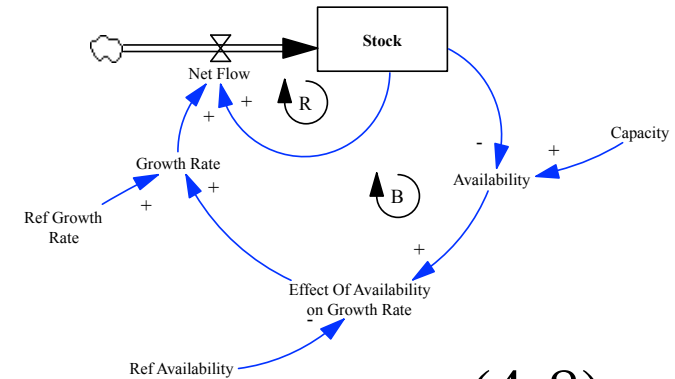 Stock
Net Flow
+
+
R
Growth Rate
+
+
Ref Growth
Rate
-
+
Capacity
Availability
B
+
Effect Of Availability
on Growth Rate
-
Ref Availability